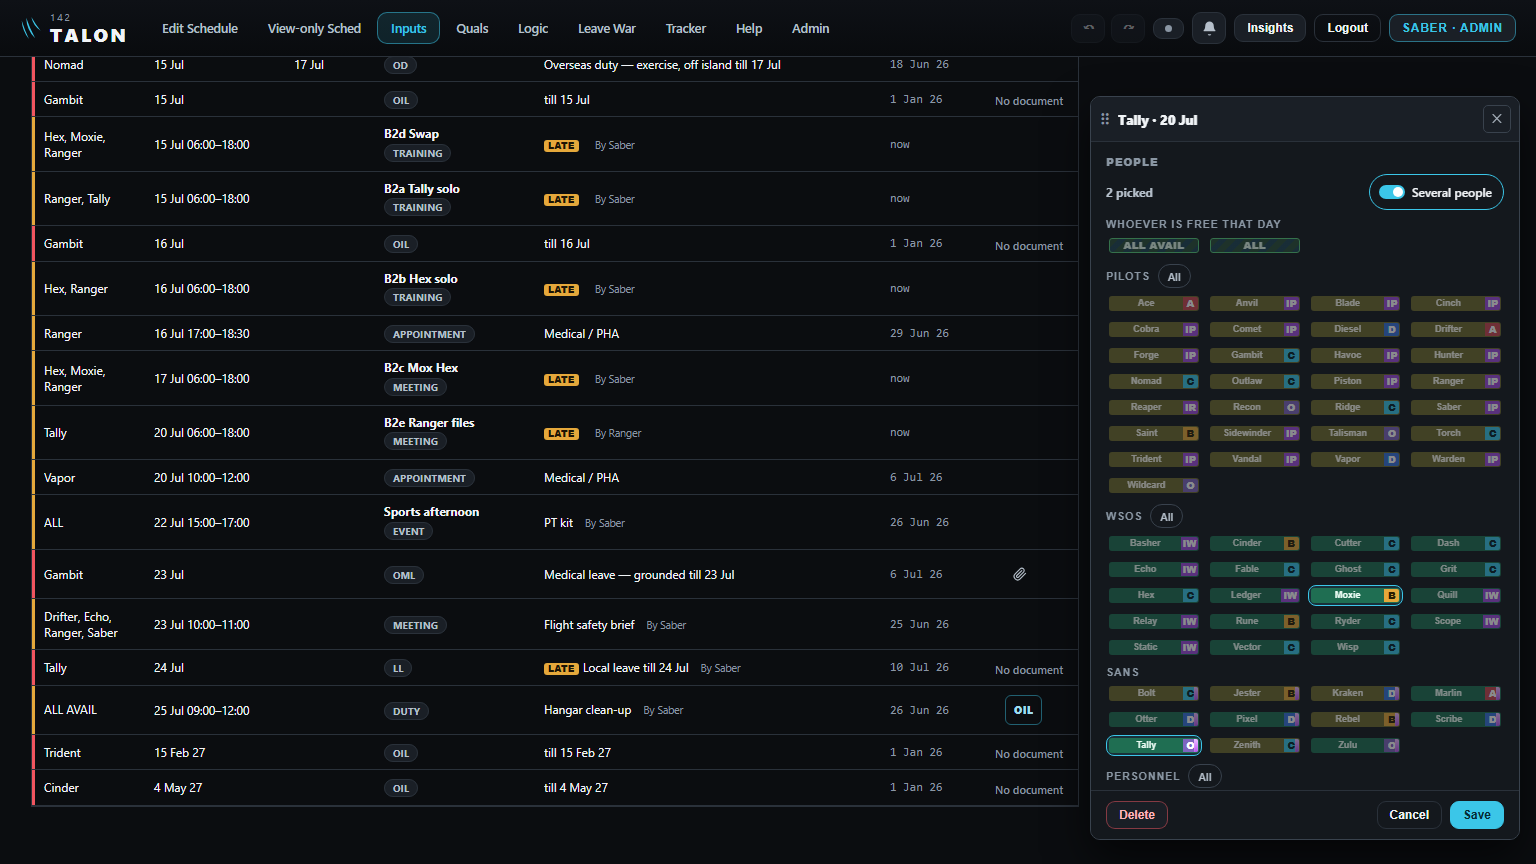 142
TALON
Edit Schedule
View-only Sched
Inputs
Quals
Logic
Leave War
Tracker
Help
Admin
Insights
Logout
SABER · ADMIN
Nomad 15 Jul 17 Jul OD Overseas duty — exercise, off island till 17 Jul 18 Jun 26
Gambit 15 Jul OIL till 15 Jul 1 Jan 26 No document
Hex, Moxie,
Ranger
15 Jul 06:00–18:00
B2d Swap
TRAINING
LATE By Saber now
Ranger, Tally 15 Jul 06:00–18:00
B2a Tally solo
TRAINING
LATE By Saber now
Gambit 16 Jul OIL till 16 Jul 1 Jan 26 No document
Hex, Ranger 16 Jul 06:00–18:00
B2b Hex solo
TRAINING
LATE By Saber now
Ranger 16 Jul 17:00–18:30 APPOINTMENT Medical / PHA 29 Jun 26
Hex, Moxie,
Ranger
17 Jul 06:00–18:00
B2c Mox Hex
MEETING
LATE By Saber now
Tally 20 Jul 06:00–18:00
B2e Ranger files
MEETING
LATE By Ranger now
Vapor 20 Jul 10:00–12:00 APPOINTMENT Medical / PHA 6 Jul 26
ALL 22 Jul 15:00–17:00
Sports afternoon
EVENT
PT kit By Saber 26 Jun 26
Gambit 23 Jul OML Medical leave — grounded till 23 Jul 6 Jul 26
Drifter, Echo,
Ranger, Saber
23 Jul 10:00–11:00 MEETING Flight safety brief By Saber 25 Jun 26
Tally 24 Jul LL LATE Local leave till 24 Jul By Saber 10 Jul 26 No document
ALL AVAIL 25 Jul 09:00–12:00 DUTY Hangar clean-up By Saber 26 Jun 26 OIL
Trident 15 Feb 27 OIL till 15 Feb 27 1 Jan 26 No document
Cinder 4 May 27 OIL till 4 May 27 1 Jan 26 No document
Tally • 20 Jul
PEOPLE
2 picked
Several people
WHOEVER IS FREE THAT DAY
ALL AVAIL ALL
PILOTS All
Ace A Anvil IP Blade IP Cinch IP
Cobra IP Comet IP Diesel D Drifter A
Forge IP Gambit C Havoc IP Hunter IP
Nomad C Outlaw C Piston IP Ranger IP
Reaper IR Recon O Ridge C Saber IP
Saint B Sidewinder IP Talisman O Torch C
Trident IP Vandal IP Vapor D Warden IP
Wildcard O
WSOS All
Basher IW Cinder B Cutter C Dash C
Echo IW Fable C Ghost C Grit C
Hex C Ledger IW Moxie B Quill IW
Relay IW Rune B Ryder C Scope IW
Static IW Vector C Wisp C
SANS
Bolt C Jester B Kraken D Marlin A
Otter D Pixel D Rebel B Scribe D
Tally O Zenith C Zulu O
PERSONNEL All
Delete
Cancel
Save